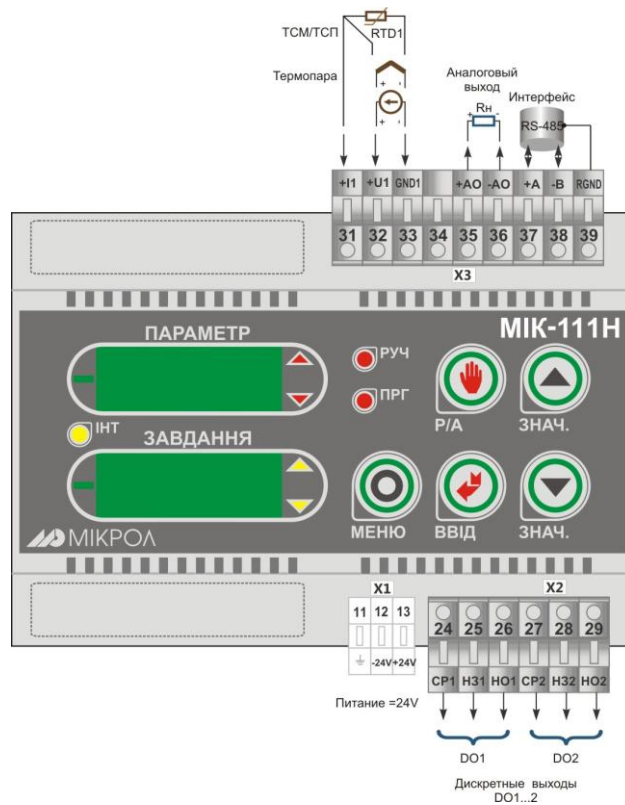 ТСМ/ТСП
RTD1
Термопара
Аналоговый
выход
Rн
Интерфейс
RS-485
+ -
+ -
+ -
+I1 +U1 GND1 +AO -AO +A -B RGND
31 32 33 34 35 36 37 38 39
X3
МІК-111Н
ПАРАМЕТР
РУЧ
ПРГ
ІНТ
ЗАВДАННЯ
Р/А
ЗНАЧ.
МЕНЮ
ВВІД
ЗНАЧ.
МІКРОЛ
X1
X2
11 12 13
-24V +24V
24 25 26 27 28 29
СР1 НЗ1 НО1 СР2 НЗ2 НО2
Питание =24V
DO1
DO2
Дискретные выходы
DO1...2